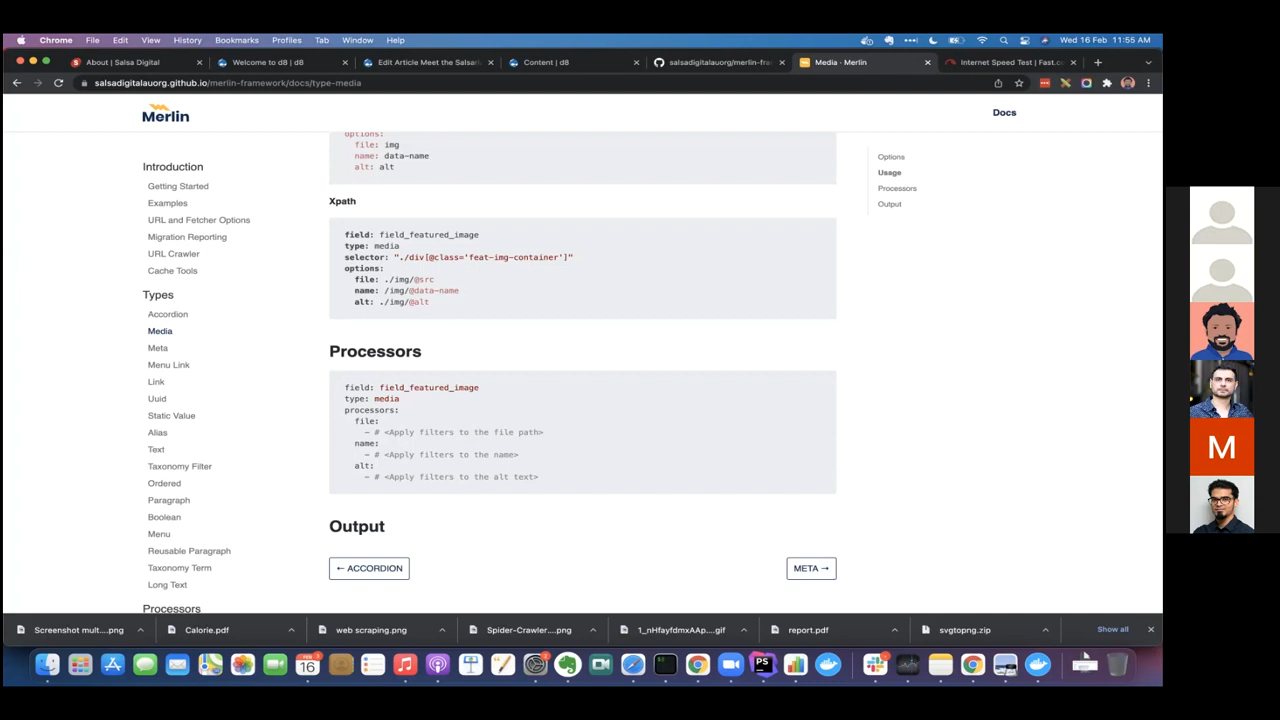 Chrome File Edit View History Bookmarks Profiles Tab Window Help Wed 16 Feb 11:55 AM
About | Salsa Digital Welcome to d8 | d8 Edit Article Meet the Salsaria Content | d8 salsadigitalauorg/merlin-fra Media · Merlin Internet Speed Test | Fast.co
salsadigitalauorg.github.io/merlin-framework/docs/type-media
Merlin
Docs
Introduction
Getting Started
Examples
URL and Fetcher Options
Migration Reporting
URL Crawler
Cache Tools
Types
Accordion
Media
Meta
Menu Link
Link
Uuid
Static Value
Alias
Text
Taxonomy Filter
Ordered
Paragraph
Boolean
Menu
Reusable Paragraph
Taxonomy Term
Long Text
Processors
options:
file: img
name: data-name
alt: alt
Xpath
field: field_featured_image
type: media
selector: "./div[@class='feat-img-container']"
options:
file: ./img/@src
name: /img/@data-name
alt: ./img/@alt
Processors
field: field_featured_image
type: media
processors:
file:
- # <Apply filters to the file path>
name:
- # <Apply filters to the name>
alt:
- # <Apply filters to the alt text>
Output
← ACCORDION
META →
Options
Usage
Processors
Output
M
Screenshot mult....png Calorie.pdf web scraping.png Spider-Crawler....png 1_nHfayfdmxAAp....gif report.pdf svgtopng.zip Show all
FEB
16
PS